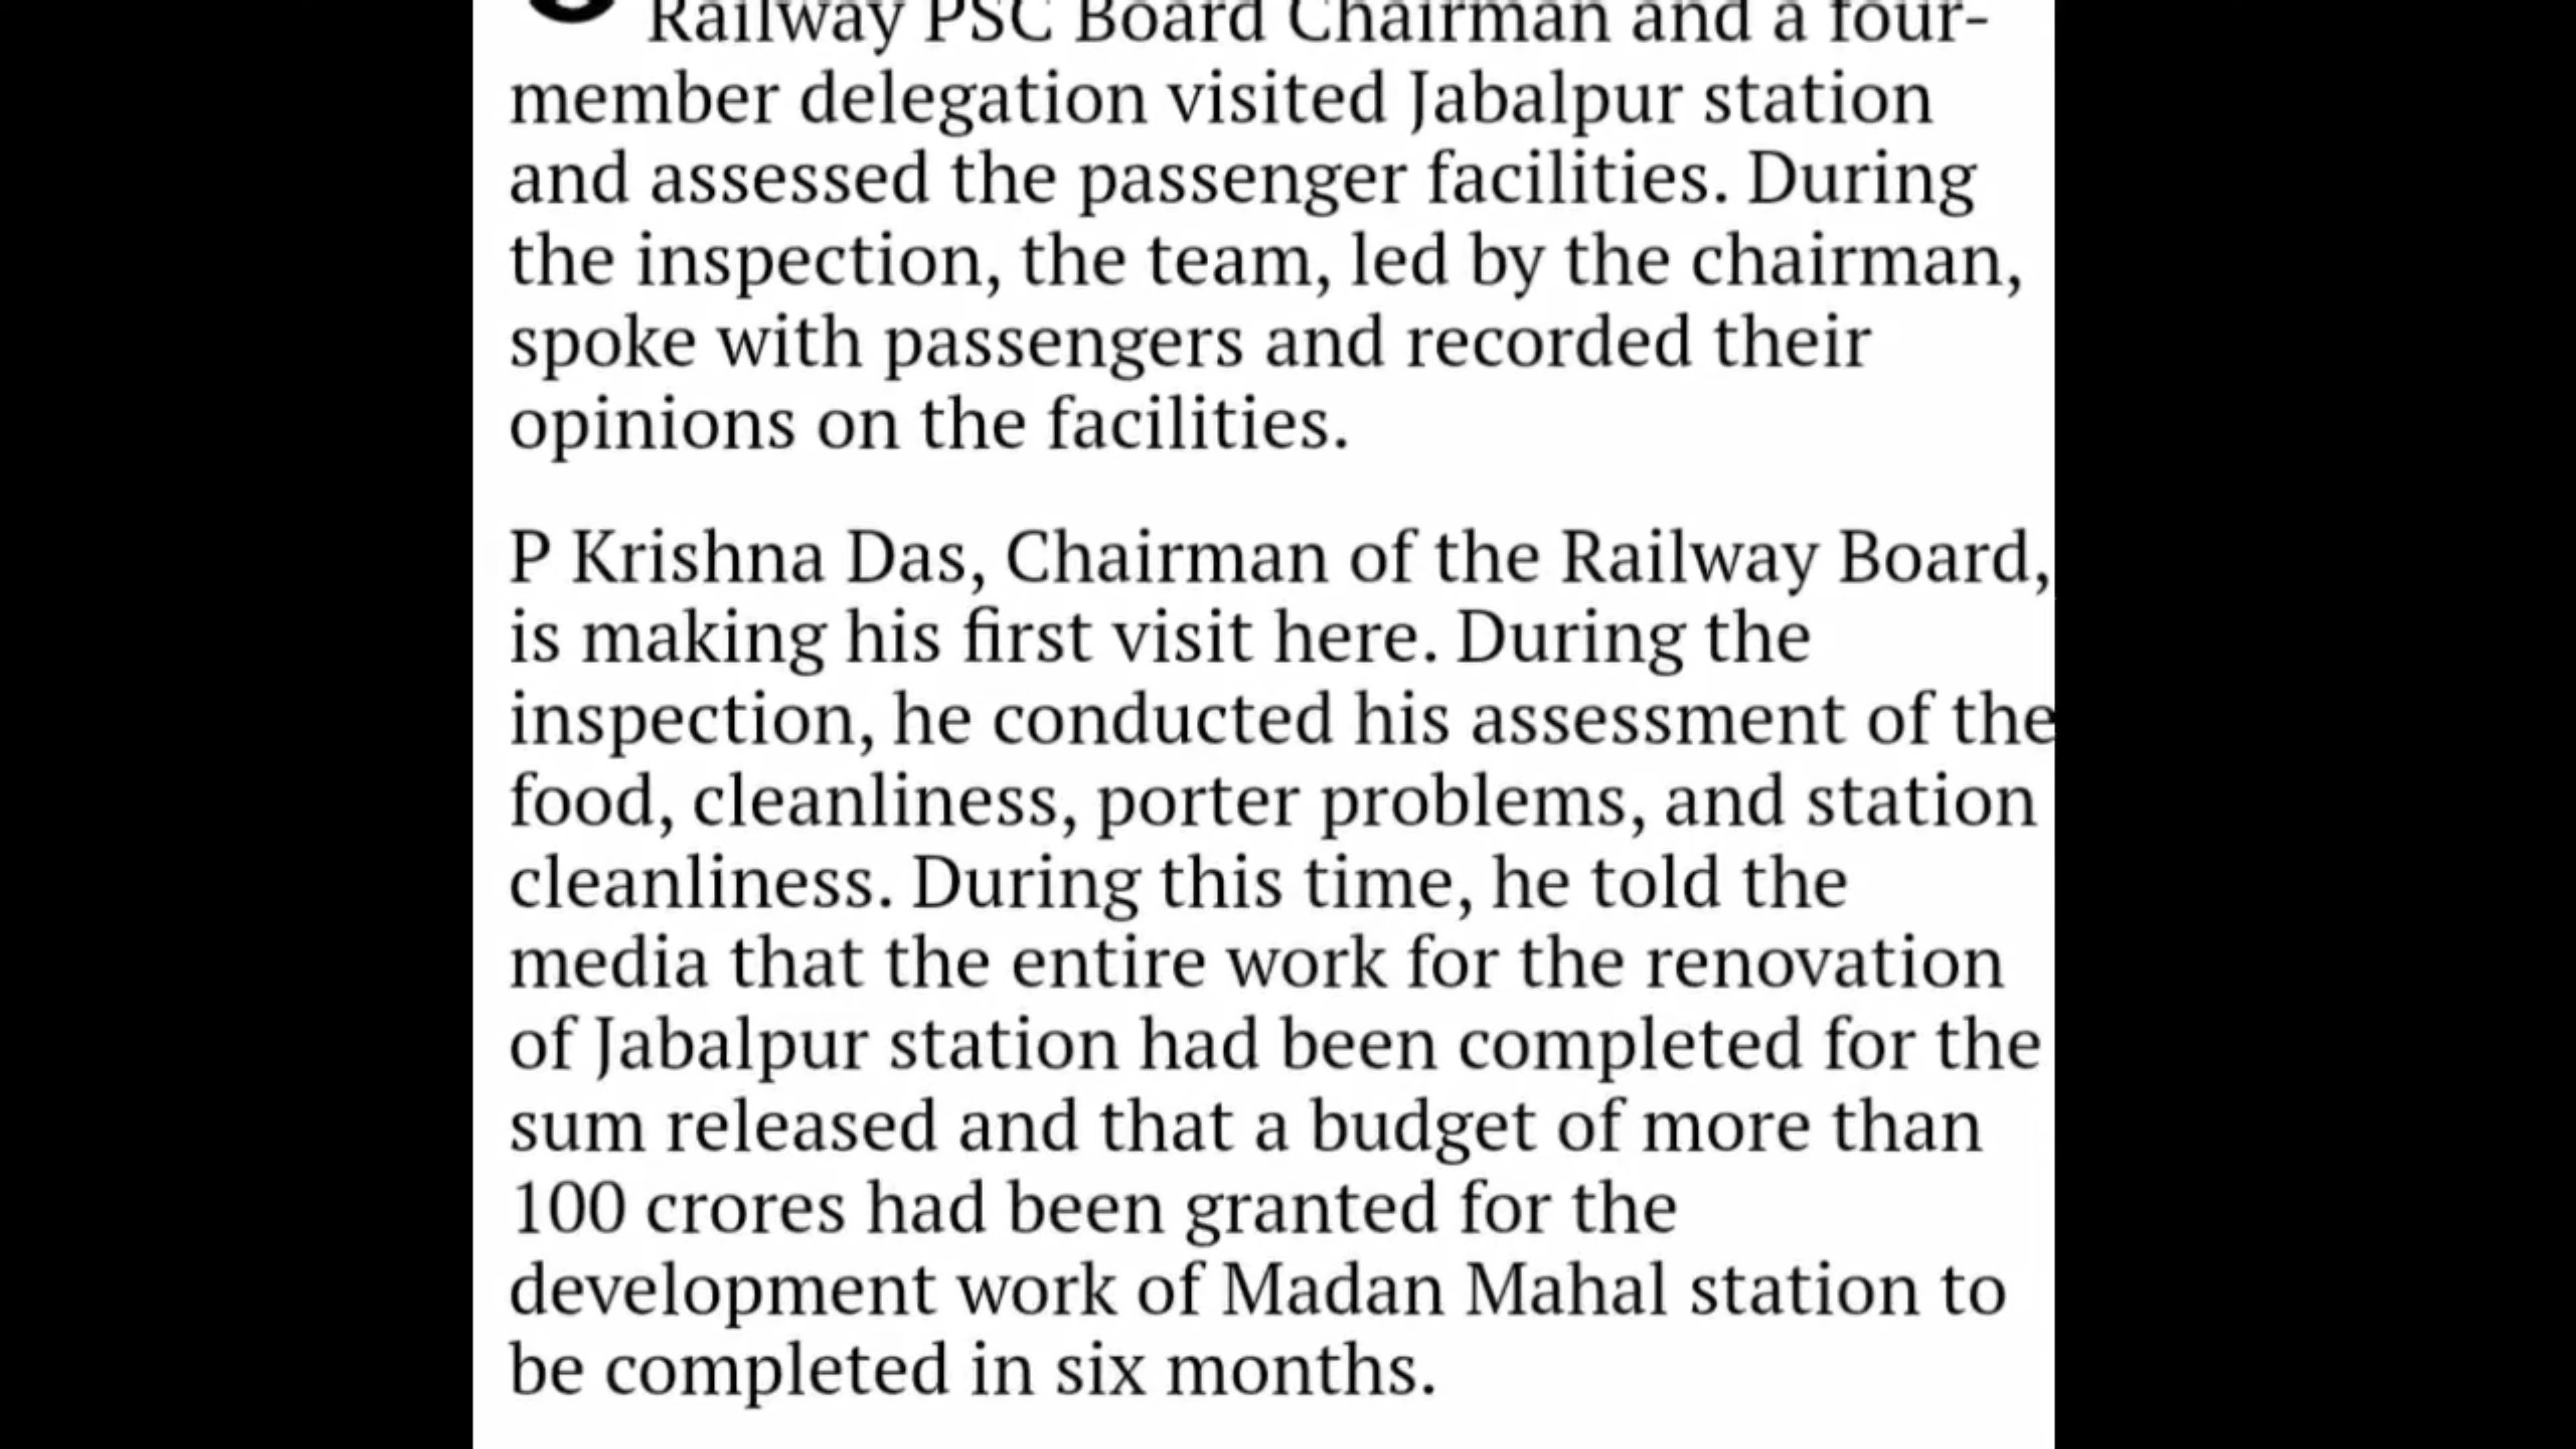 Railway PSC Board Chairman and a four-
member delegation visited Jabalpur station
and assessed the passenger facilities. During
the inspection, the team, led by the chairman,
spoke with passengers and recorded their
opinions on the facilities.
P Krishna Das, Chairman of the Railway Board,
is making his first visit here. During the
inspection, he conducted his assessment of the
food, cleanliness, porter problems, and station
cleanliness. During this time, he told the
media that the entire work for the renovation
of Jabalpur station had been completed for the
sum released and that a budget of more than
100 crores had been granted for the
development work of Madan Mahal station to
be completed in six months.